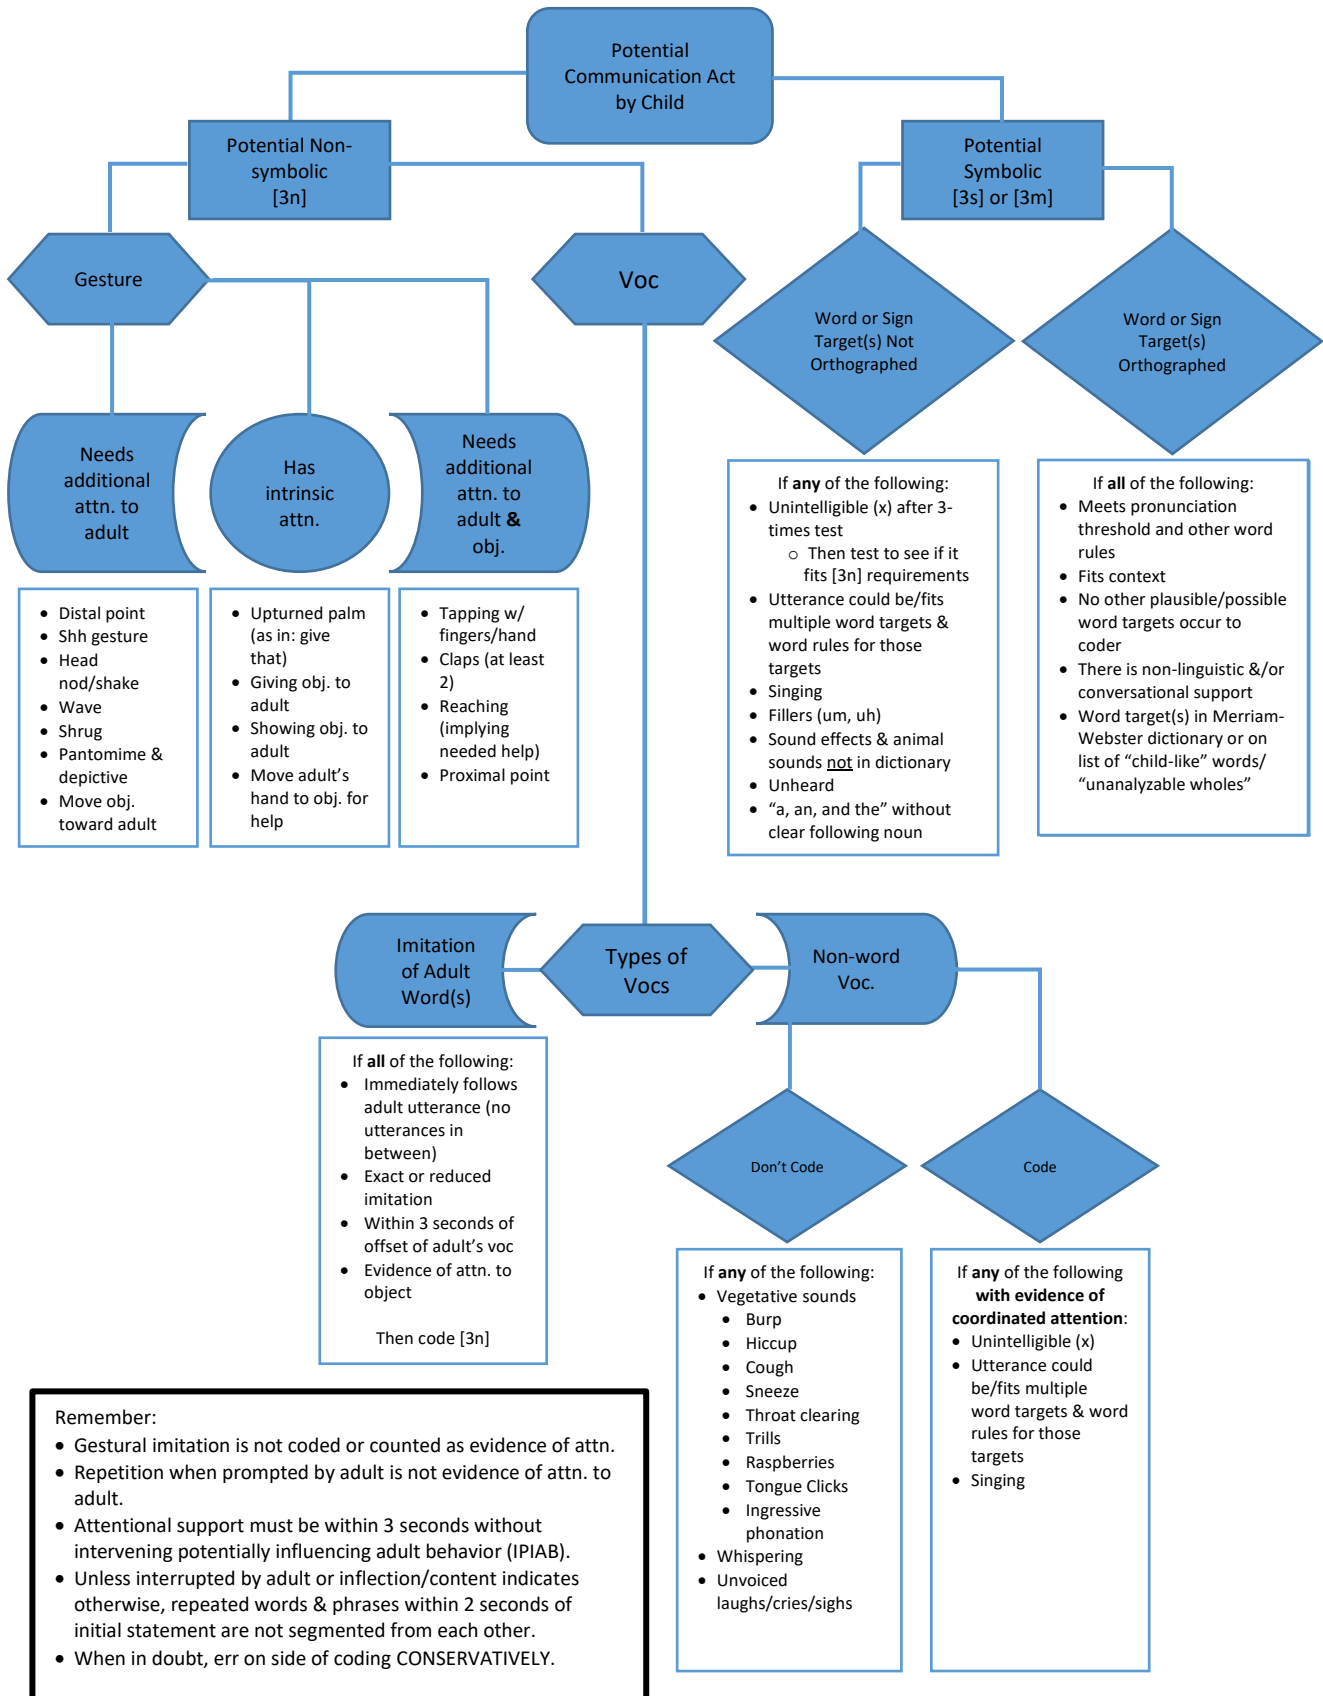 Potential
Communication Act
by Child
Potential Non-
symbolic
[3n]
Potential
Symbolic
[3s] or [3m]
Gesture
Voc
Word or Sign
Target(s) Not
Orthographed
Word or Sign
Target(s)
Orthographed
Needs
additional
attn. to
adult
Has
intrinsic
attn.
Needs
additional
attn. to
adult &
obj.
• Distal point
• Shh gesture
• Head
nod/shake
• Wave
• Shrug
• Pantomime &
depictive
• Move obj.
toward adult
• Upturned palm
(as in: give
that)
• Giving obj. to
adult
• Showing obj. to
adult
• Move adult's
hand to obj. for
help
• Tapping w/
fingers/hand
• Claps (at least
2)
• Reaching
(implying
needed help)
• Proximal point
If any of the following:
• Unintelligible (x) after 3-
times test
o Then test to see if it
fits [3n] requirements
• Utterance could be/fits
multiple word targets &
word rules for those
targets
• Singing
• Fillers (um, uh)
• Sound effects & animal
sounds not in dictionary
• Unheard
• “a, an, and the” without
clear following noun
If all of the following:
• Meets pronunciation
threshold and other word
rules
• Fits context
• No other plausible/possible
word targets occur to
coder
• There is non-linguistic &/or
conversational support
• Word target(s) in Merriam-
Webster dictionary or on
list of “child-like” words/
“unanalyzable wholes”
Imitation
of Adult
Word(s)
Types of
Vocs
Non-word
Voc.
If all of the following:
• Immediately follows
adult utterance (no
utterances in
between)
• Exact or reduced
imitation
• Within 3 seconds of
offset of adult's voc
• Evidence of attn. to
object
Then code [3n]
Don't Code
Code
If any of the following:
• Vegetative sounds
• Burp
• Hiccup
• Cough
• Sneeze
• Throat clearing
• Trills
• Raspberries
• Tongue Clicks
• Ingressive
phonation
• Whispering
• Unvoiced
laughs/cries/sighs
If any of the following
with evidence of
coordinated attention:
• Unintelligible (x)
• Utterance could
be/fits multiple
word targets & word
rules for those
targets
• Singing
Remember:
• Gestural imitation is not coded or counted as evidence of attn.
• Repetition when prompted by adult is not evidence of attn. to
adult.
• Attentional support must be within 3 seconds without
intervening potentially influencing adult behavior (IPIAB).
• Unless interrupted by adult or inflection/content indicates
otherwise, repeated words & phrases within 2 seconds of
initial statement are not segmented from each other.
• When in doubt, err on side of coding CONSERVATIVELY.